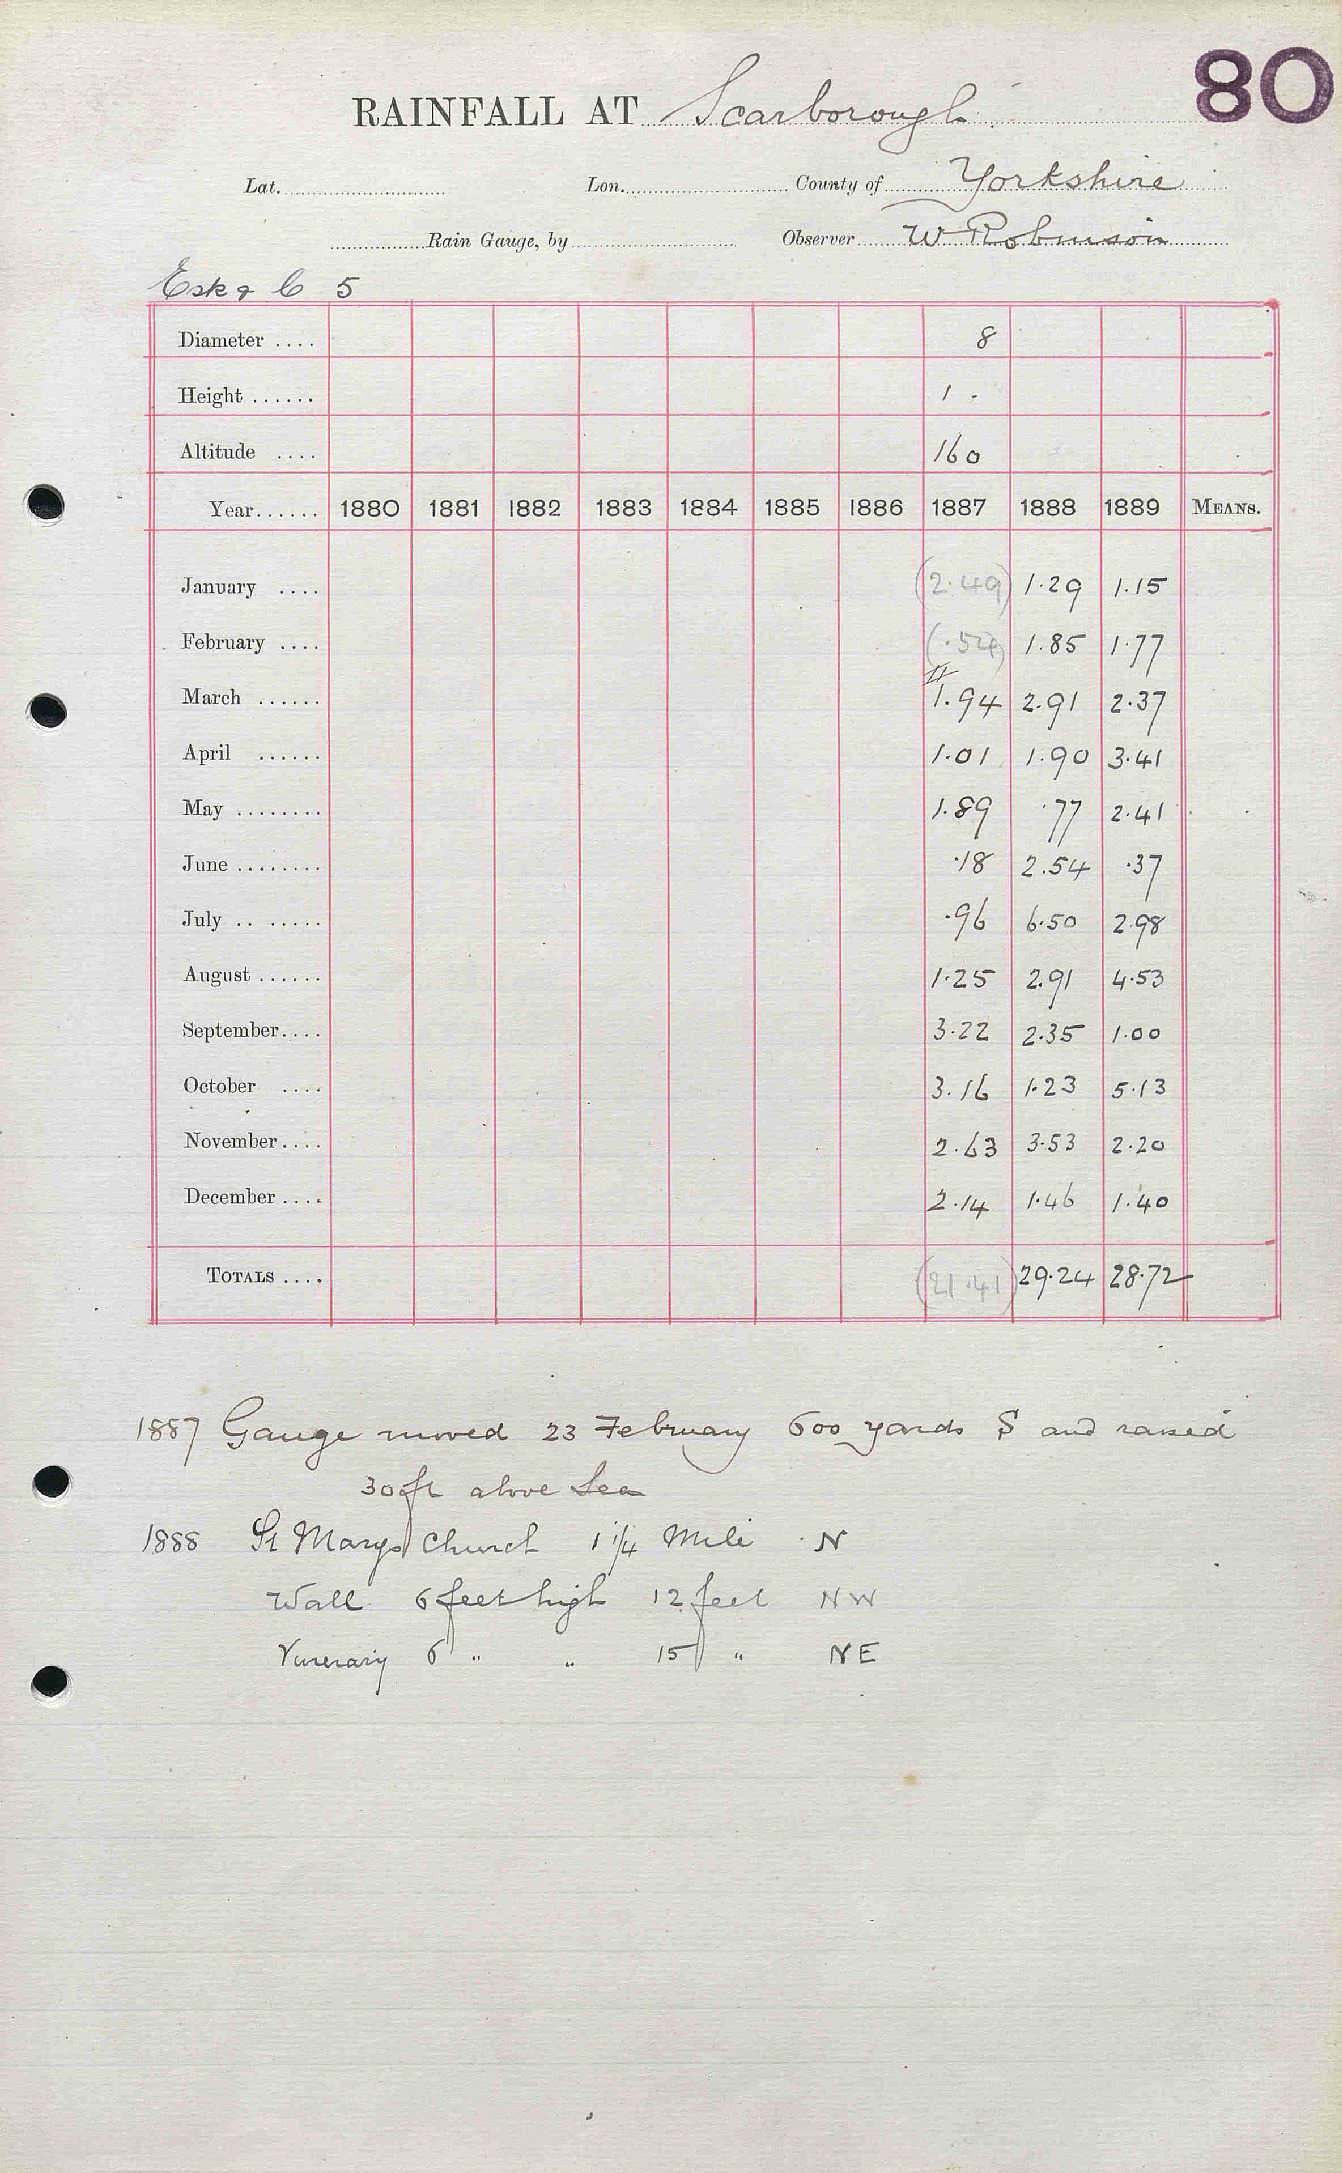 80
RAINFALL AT Scarborough
Lat. Lon. County of Yorkshire
Rain Gauge, by Observer W Robinson
Esk & C 5
Diameter .... 8
Height ...... 1 .
Altitude .... 160
Year...... 1880 1881 1882 1883 1884 1885 1886 1887 1888 1889 MEANS.
January .... (2.49) 1.29 1.15
February .... (.54) 1.85 1.77
March ...... 1.94 2.91 2.37
April ...... 1.01 1.90 3.41
May ........ 1.89 .77 2.41
June ........ .18 2.54 .37
July .. ..... .96 6.50 2.98
August ...... 1.25 2.91 4.53
September.... 3.22 2.35 1.00
October .... 3.16 1.23 5.13
November.... 2.63 3.53 2.20
December .... 2.14 1.46 1.40
TOTALS .... (21.41) 29.24 28.72
1887 Gauge moved 23 February 600 yards S and raised
30 ft above Sea
1888 St Marys Church 1 1/4 Mile N
Wall 6 feet high 12 feet NW
6 " " 15 " NE